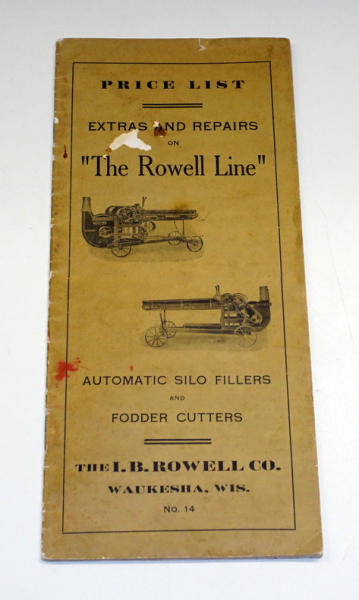 PRICE LIST
EXTRAS AND REPAIRS
ON
"The Rowell Line"
AUTOMATIC SILO FILLERS
AND
FODDER CUTTERS
THE I. B. ROWELL CO.
WAUKESHA, WIS.
No. 14